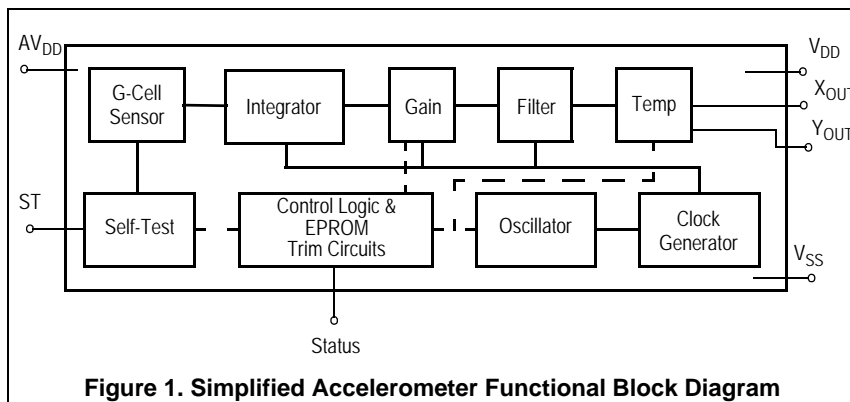 AVDD
VDD
G-Cell
Sensor
Integrator
Gain
Filter
Temp
XOUT
YOUT
ST
Self-Test
Control Logic &
EPROM
Trim Circuits
Oscillator
Clock
Generator
VSS
Status
Figure 1. Simplified Accelerometer Functional Block Diagram